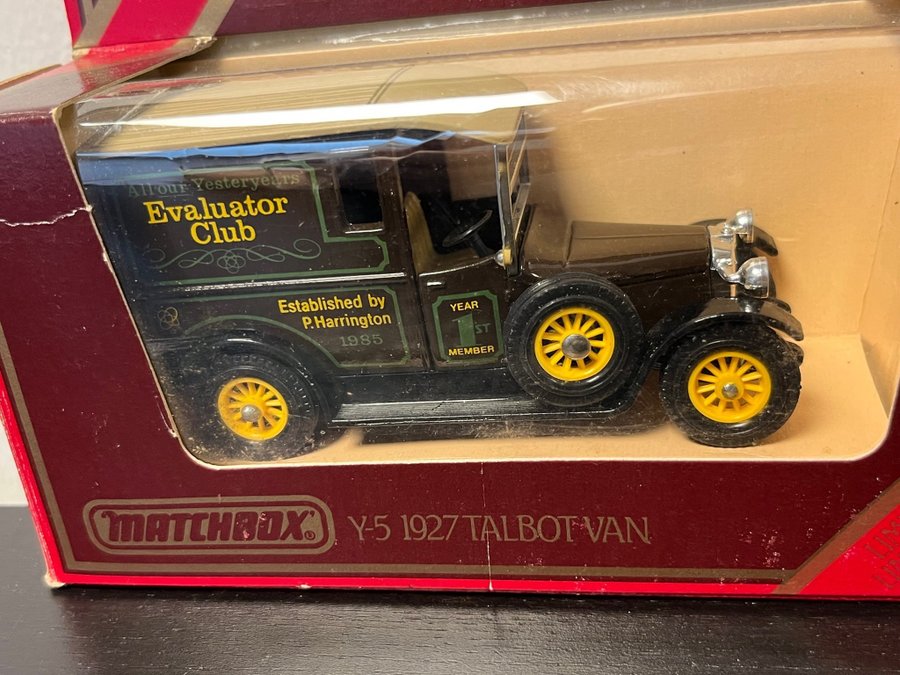 All our Yesteryears
Evaluator
Club
Established by
P.Harrington
1985
YEAR
1ST
MEMBER
MATCHBOX®
Y-5 1927 TALBOT VAN